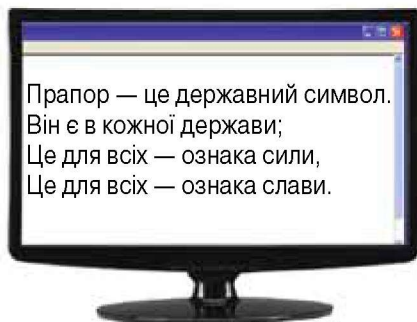 Прапор — це державний символ.
Він є в кожної держави;
Це для всіх — ознака сили,
Це для всіх — ознака слави.